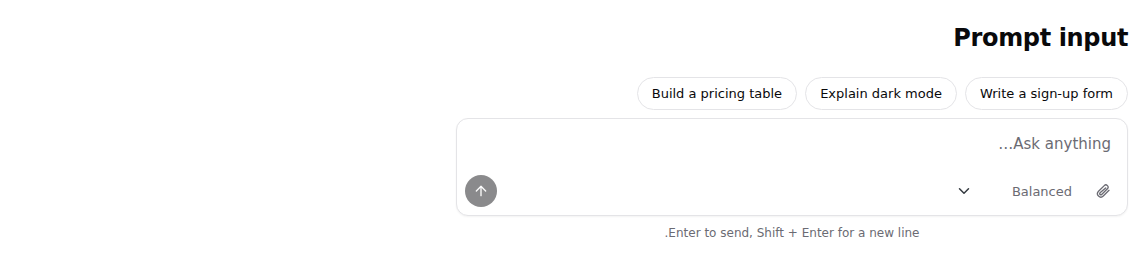 Prompt input
Write a sign-up form
Explain dark mode
Build a pricing table
...Ask anything
Balanced
.Enter to send, Shift + Enter for a new line